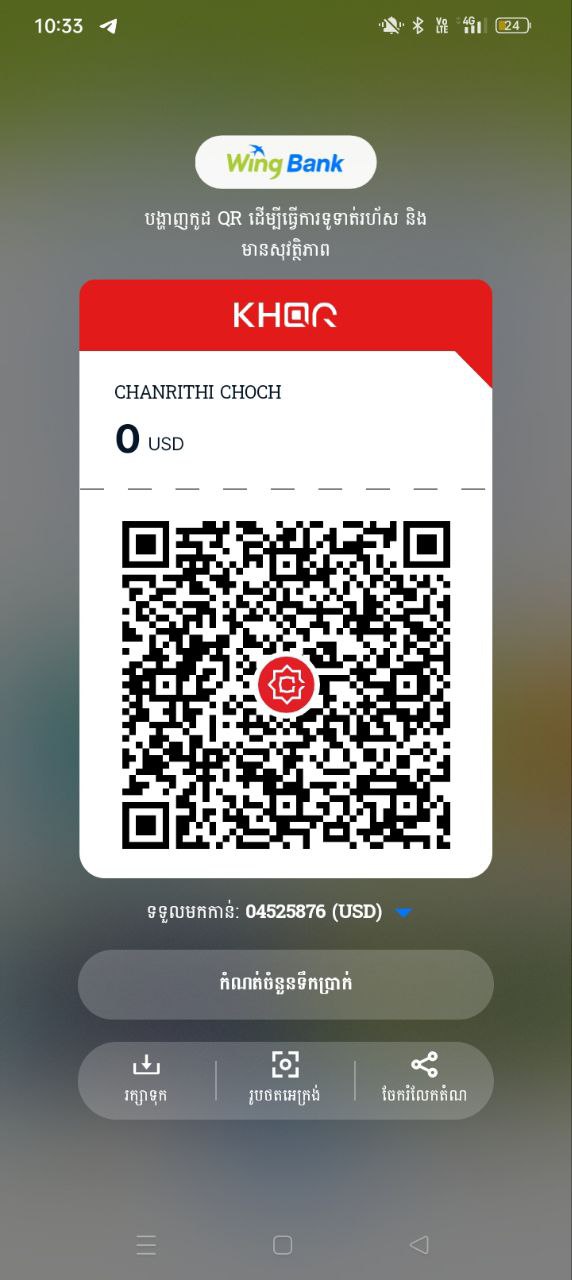 10:33
Vo LTE 4G 24
Wing Bank
បង្ហាញកូដ QR ដើម្បីធ្វើការទូទាត់រហ័ស និង
មានសុវត្ថិភាព
KHQR
CHANRITHI CHOCH
0 USD
ទទួលមកកាន់: 04525876 (USD)
កំណត់ចំនួនទឹកប្រាក់
រក្សាទុក
រូបថតអេក្រង់
ចែករំលែកតំណ